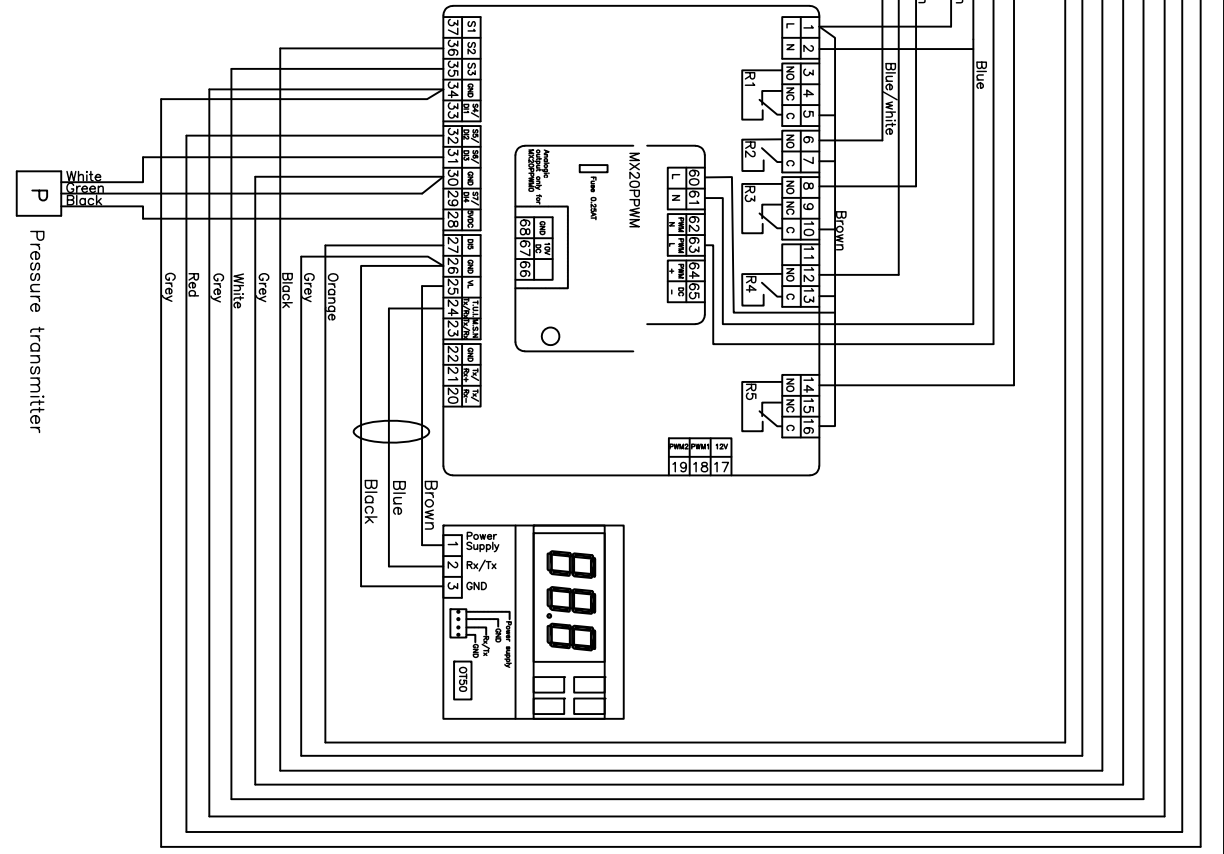 37 S1
36 S2
35 S3
34 GND
33 S4/ DI1
32 S5/ DI2
31 S6/ DI3
30 GND
29 S7/ DI4
28 5VDC
27 DI5
26 GND
25 VL
24 T.U.I. Tx/Rx
23 M.S.N Tx/Rx
22 GND
21 Tx/ Rx+
20 Tx/ Rx-
L 1
N 2
NO 3
NC 4
C 5
NO 6
C 7
NO 8
NC 9
C 10
11
NO 12
C 13
NO 14
NC 15
C 16
R1
R2
R3
R4
R5
Blue/white
Blue
Brown
MX20PPWM
Fuse 0.25AT
Analogic
output only for
MX20PPWM0
L 60
N 61
PWM N 62
PWM L 63
PWM + 64
DC - 65
68 GND
67 10V DC
66
PWM2 PWM1 12V
19 18 17
White
Green
Black
P
Pressure transmitter
Grey
Red
Grey
White
Grey
Black
Grey
Orange
Black
Blue
Brown
1 Power Supply
2 Rx/Tx
3 GND
8.88
Power supply
GND
Rx/Tx
GND
OT50